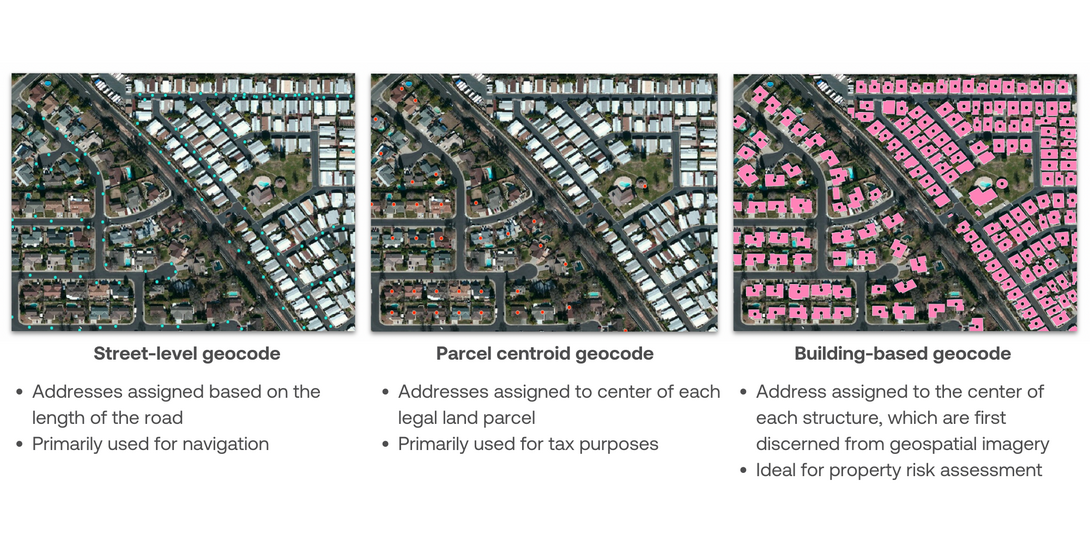 Street-level geocode
• Addresses assigned based on the
length of the road
• Primarily used for navigation
Parcel centroid geocode
• Addresses assigned to center of each
legal land parcel
• Primarily used for tax purposes
Building-based geocode
• Address assigned to the center of
each structure, which are first
discerned from geospatial imagery
• Ideal for property risk assessment